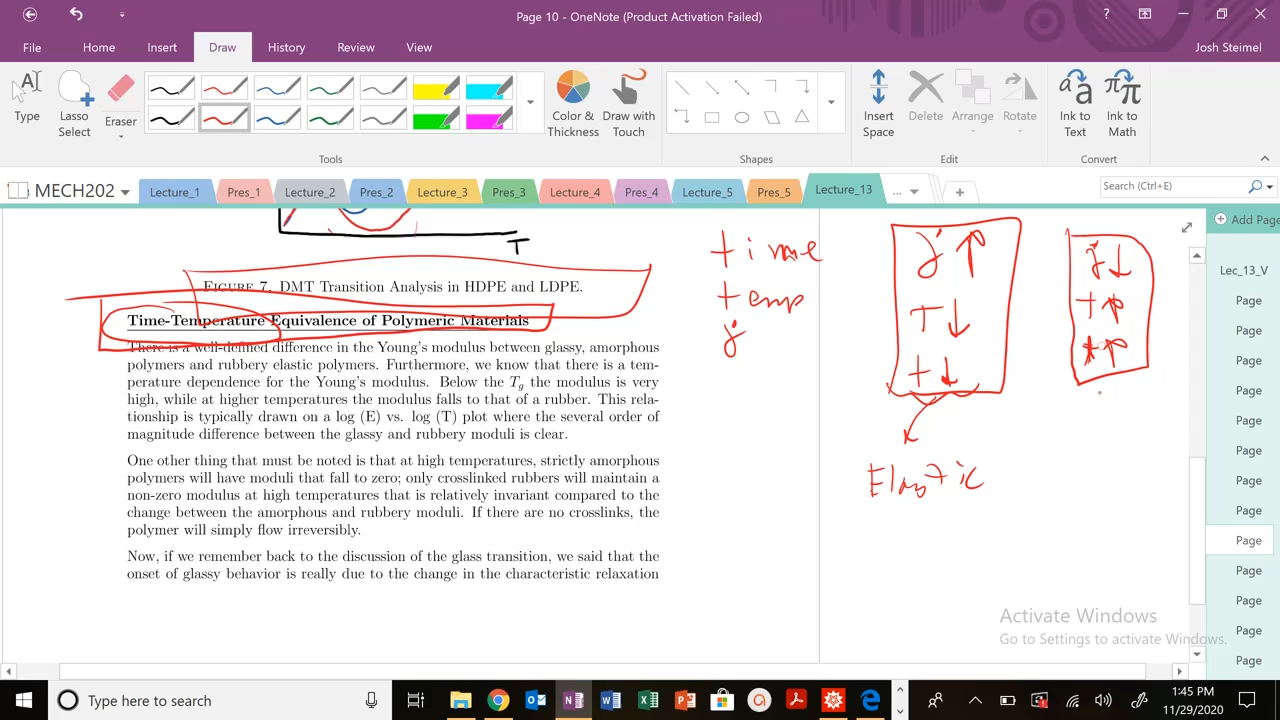 Page 10 - OneNote (Product Activation Failed)
File Home Insert Draw History Review View Josh Steimel
Type
Lasso Select
Eraser
Color & Thickness
Draw with Touch
Insert Space
Delete
Arrange
Rotate
Ink to Text
Ink to Math
Tools Shapes Edit Convert
MECH202 Lecture_1 Pres_1 Lecture_2 Pres_2 Lecture_3 Pres_3 Lecture_4 Pres_4 Lecture_5 Pres_5 Lecture_13 ... Search (Ctrl+E)
Add Page
Lec_13_V
Page
Page
Page
Page
Page
Page
Page
Page
Page
Page
Page
Page
Page
T
FIGURE 7. DMT Transition Analysis in HDPE and LDPE.
Time-Temperature Equivalence of Polymeric Materials
There is a well-defined difference in the Young's modulus between glassy, amorphous
polymers and rubbery elastic polymers. Furthermore, we know that there is a tem-
perature dependence for the Young's modulus. Below the Tg the modulus is very
high, while at higher temperatures the modulus falls to that of a rubber. This rela-
tionship is typically drawn on a log (E) vs. log (T) plot where the several order of
magnitude difference between the glassy and rubbery moduli is clear.
One other thing that must be noted is that at high temperatures, strictly amorphous
polymers will have moduli that fall to zero; only crosslinked rubbers will maintain a
non-zero modulus at high temperatures that is relatively invariant compared to the
change between the amorphous and rubbery moduli. If there are no crosslinks, the
polymer will simply flow irreversibly.
Now, if we remember back to the discussion of the glass transition, we said that the
onset of glassy behavior is really due to the change in the characteristic relaxation
time
temp
Elastic
Activate Windows
Go to Settings to activate Windows.
Type here to search
1:45 PM
11/29/2020